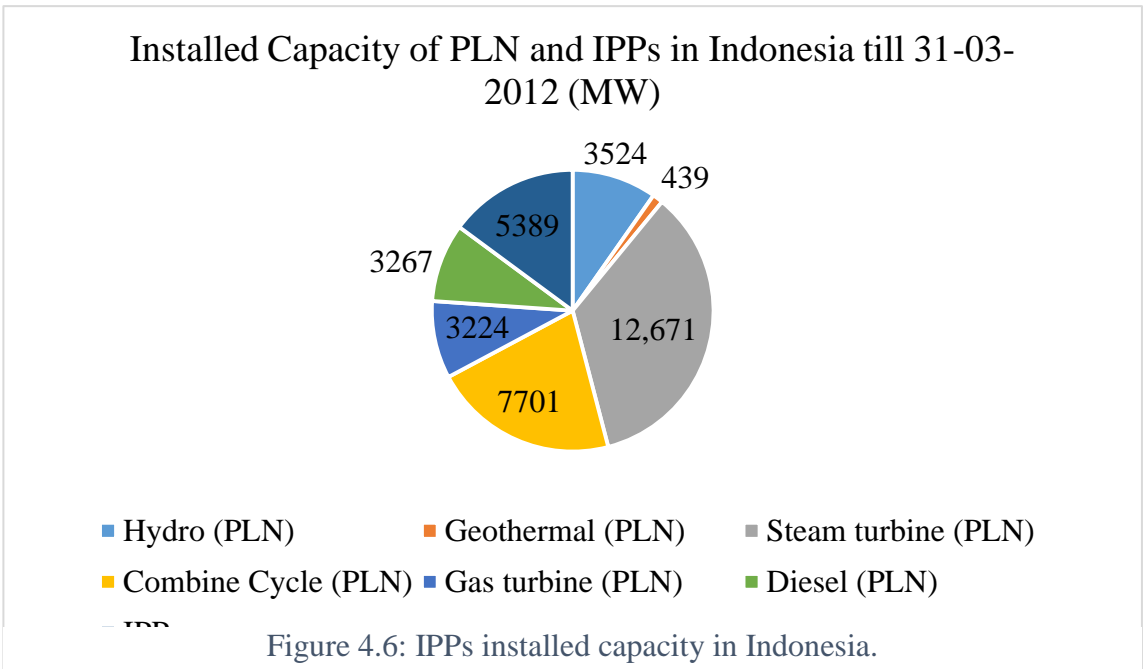 Installed Capacity of PLN and IPPs in Indonesia till 31-03-
2012 (MW)
3524
439
5389
3267
12,671
3224
7701
Hydro (PLN)
Geothermal (PLN)
Steam turbine (PLN)
Combine Cycle (PLN)
Gas turbine (PLN)
Diesel (PLN)
Figure 4.6: IPPs installed capacity in Indonesia.